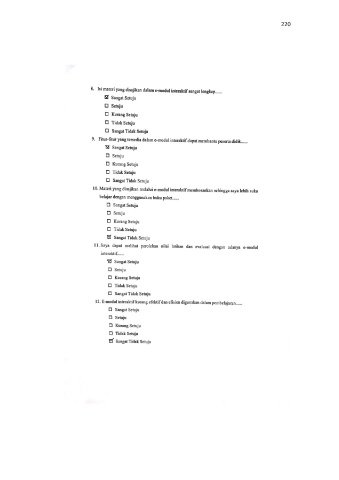 220
8. Isi materi yang disajikan dalam e-modul interaktif sangat lengkap.....
☑ Sangat Setuju
☐ Setuju
☐ Kurang Setuju
☐ Tidak Setuju
☐ Sangat Tidak Setuju
9. Fitur-fitur yang tersedia dalam e-modul interaktif dapat membantu peserta didik.....
☑ Sangat Setuju
☐ Setuju
☐ Kurang Setuju
☐ Tidak Setuju
☐ Sangat Tidak Setuju
10. Materi yang disajikan melalui e-modul interaktif membosankan sehingga saya lebih suka
belajar dengan menggunakan buku paket.....
☐ Sangat Setuju
☐ Setuju
☐ Kurang Setuju
☐ Tidak Setuju
☑ Sangat Tidak Setuju
11. Saya dapat melihat perolehan nilai latihan dan evaluasi dengan adanya e-modul
interaktif.....
☑ Sangat Setuju
☐ Setuju
☐ Kurang Setuju
☐ Tidak Setuju
☐ Sangat Tidak Setuju
12. E-modul interaktif kurang efektif dan efisien digunakan dalam pembelajaran.....
☐ Sangat Setuju
☐ Setuju
☐ Kurang Setuju
☐ Tidak Setuju
☑ Sangat Tidak Setuju